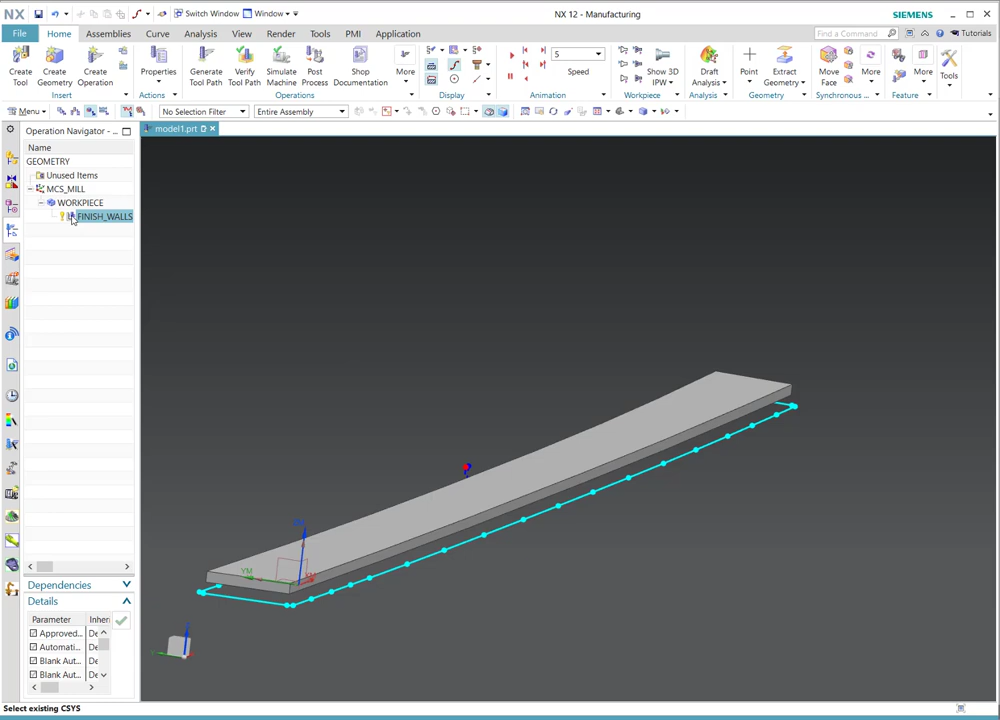 NX
Switch Window
Window
NX 12 - Manufacturing
SIEMENS
File
Home
Assemblies
Curve
Analysis
View
Render
Tools
PMI
Application
Find a Command
Tutorials
Create Tool
Create Geometry
Create Operation
Properties
Generate Tool Path
Verify Tool Path
Simulate Machine
Post Process
Shop Documentation
More
5
Speed
Show 3D IPW
Draft Analysis
Point
Extract Geometry
Move Face
More
More
Tools
Insert
Actions
Operations
Display
Animation
Workpiece
Analysis
Geometry
Synchronous ...
Feature
Menu
No Selection Filter
Entire Assembly
Operation Navigator - ...
model1.prt
Name
GEOMETRY
Unused Items
MCS_MILL
WORKPIECE
FINISH_WALLS
YM
Dependencies
Details
Parameter
Inheri
Approved...
De
Automati...
De
Blank Aut...
De
Blank Aut...
De
Select existing CSYS